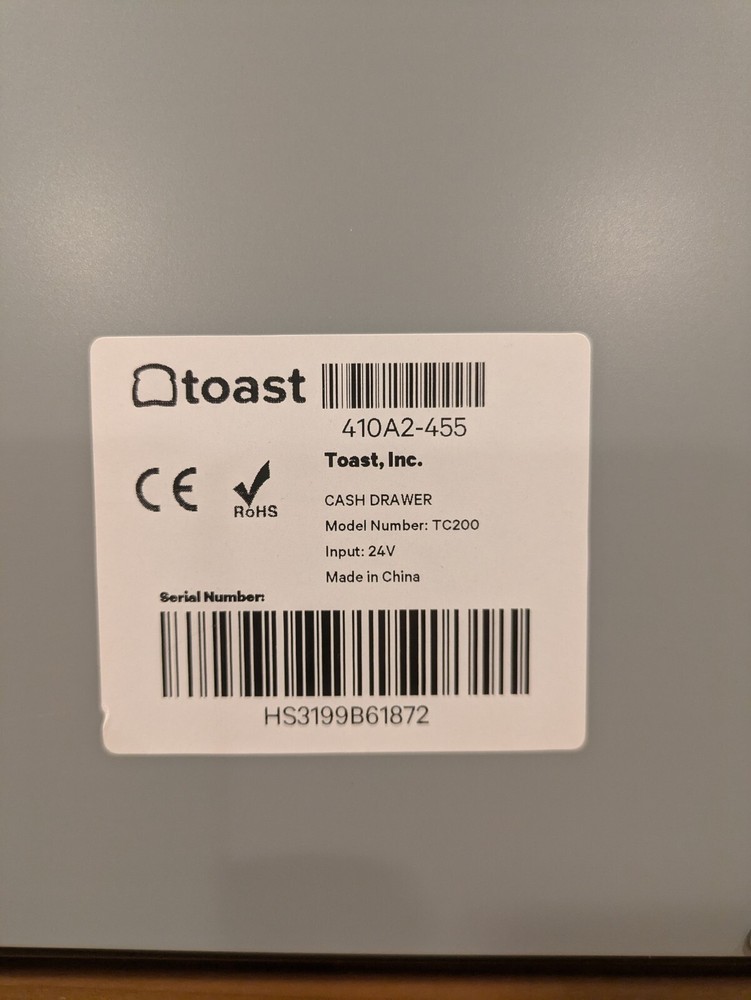 toast
410A2-455
Toast, Inc.
CE
RoHS
CASH DRAWER
Model Number: TC200
Input: 24V
Made in China
Serial Number:
HS3199B61872